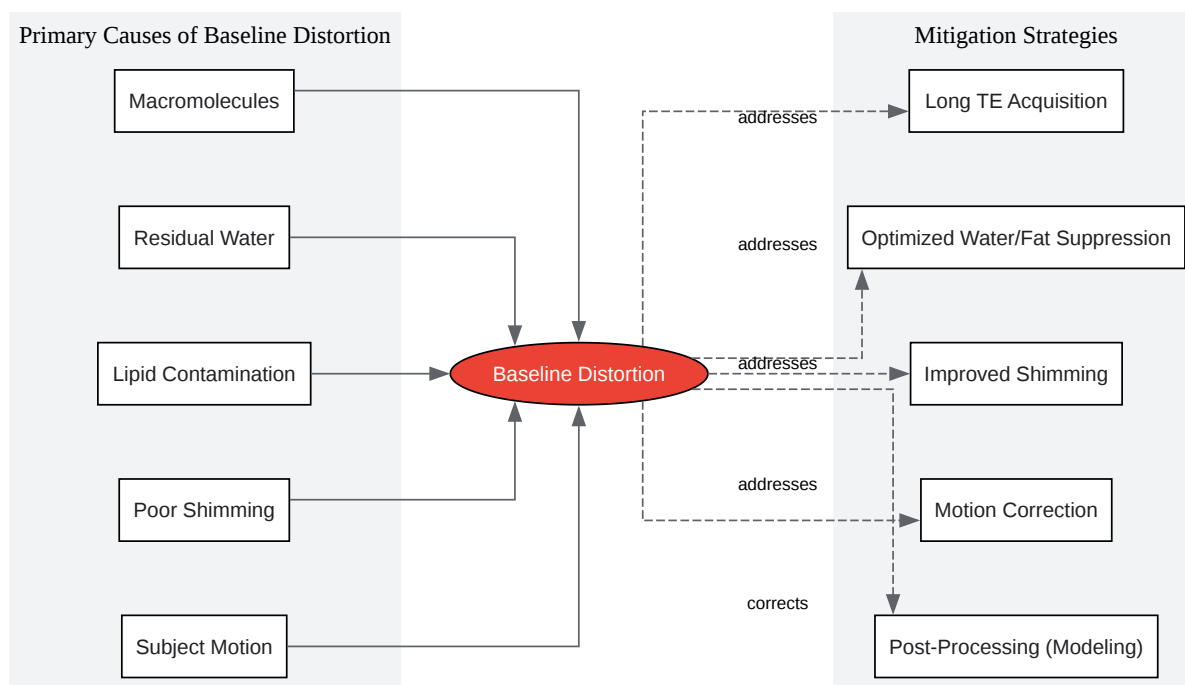 Primary Causes of Baseline Distortion
Macromolecules
Residual Water
Lipid Contamination
Poor Shimming
Subject Motion
Baseline Distortion
addresses
addresses
addresses
addresses
corrects
Mitigation Strategies
Long TE Acquisition
Optimized Water/Fat Suppression
Improved Shimming
Motion Correction
Post-Processing (Modeling)